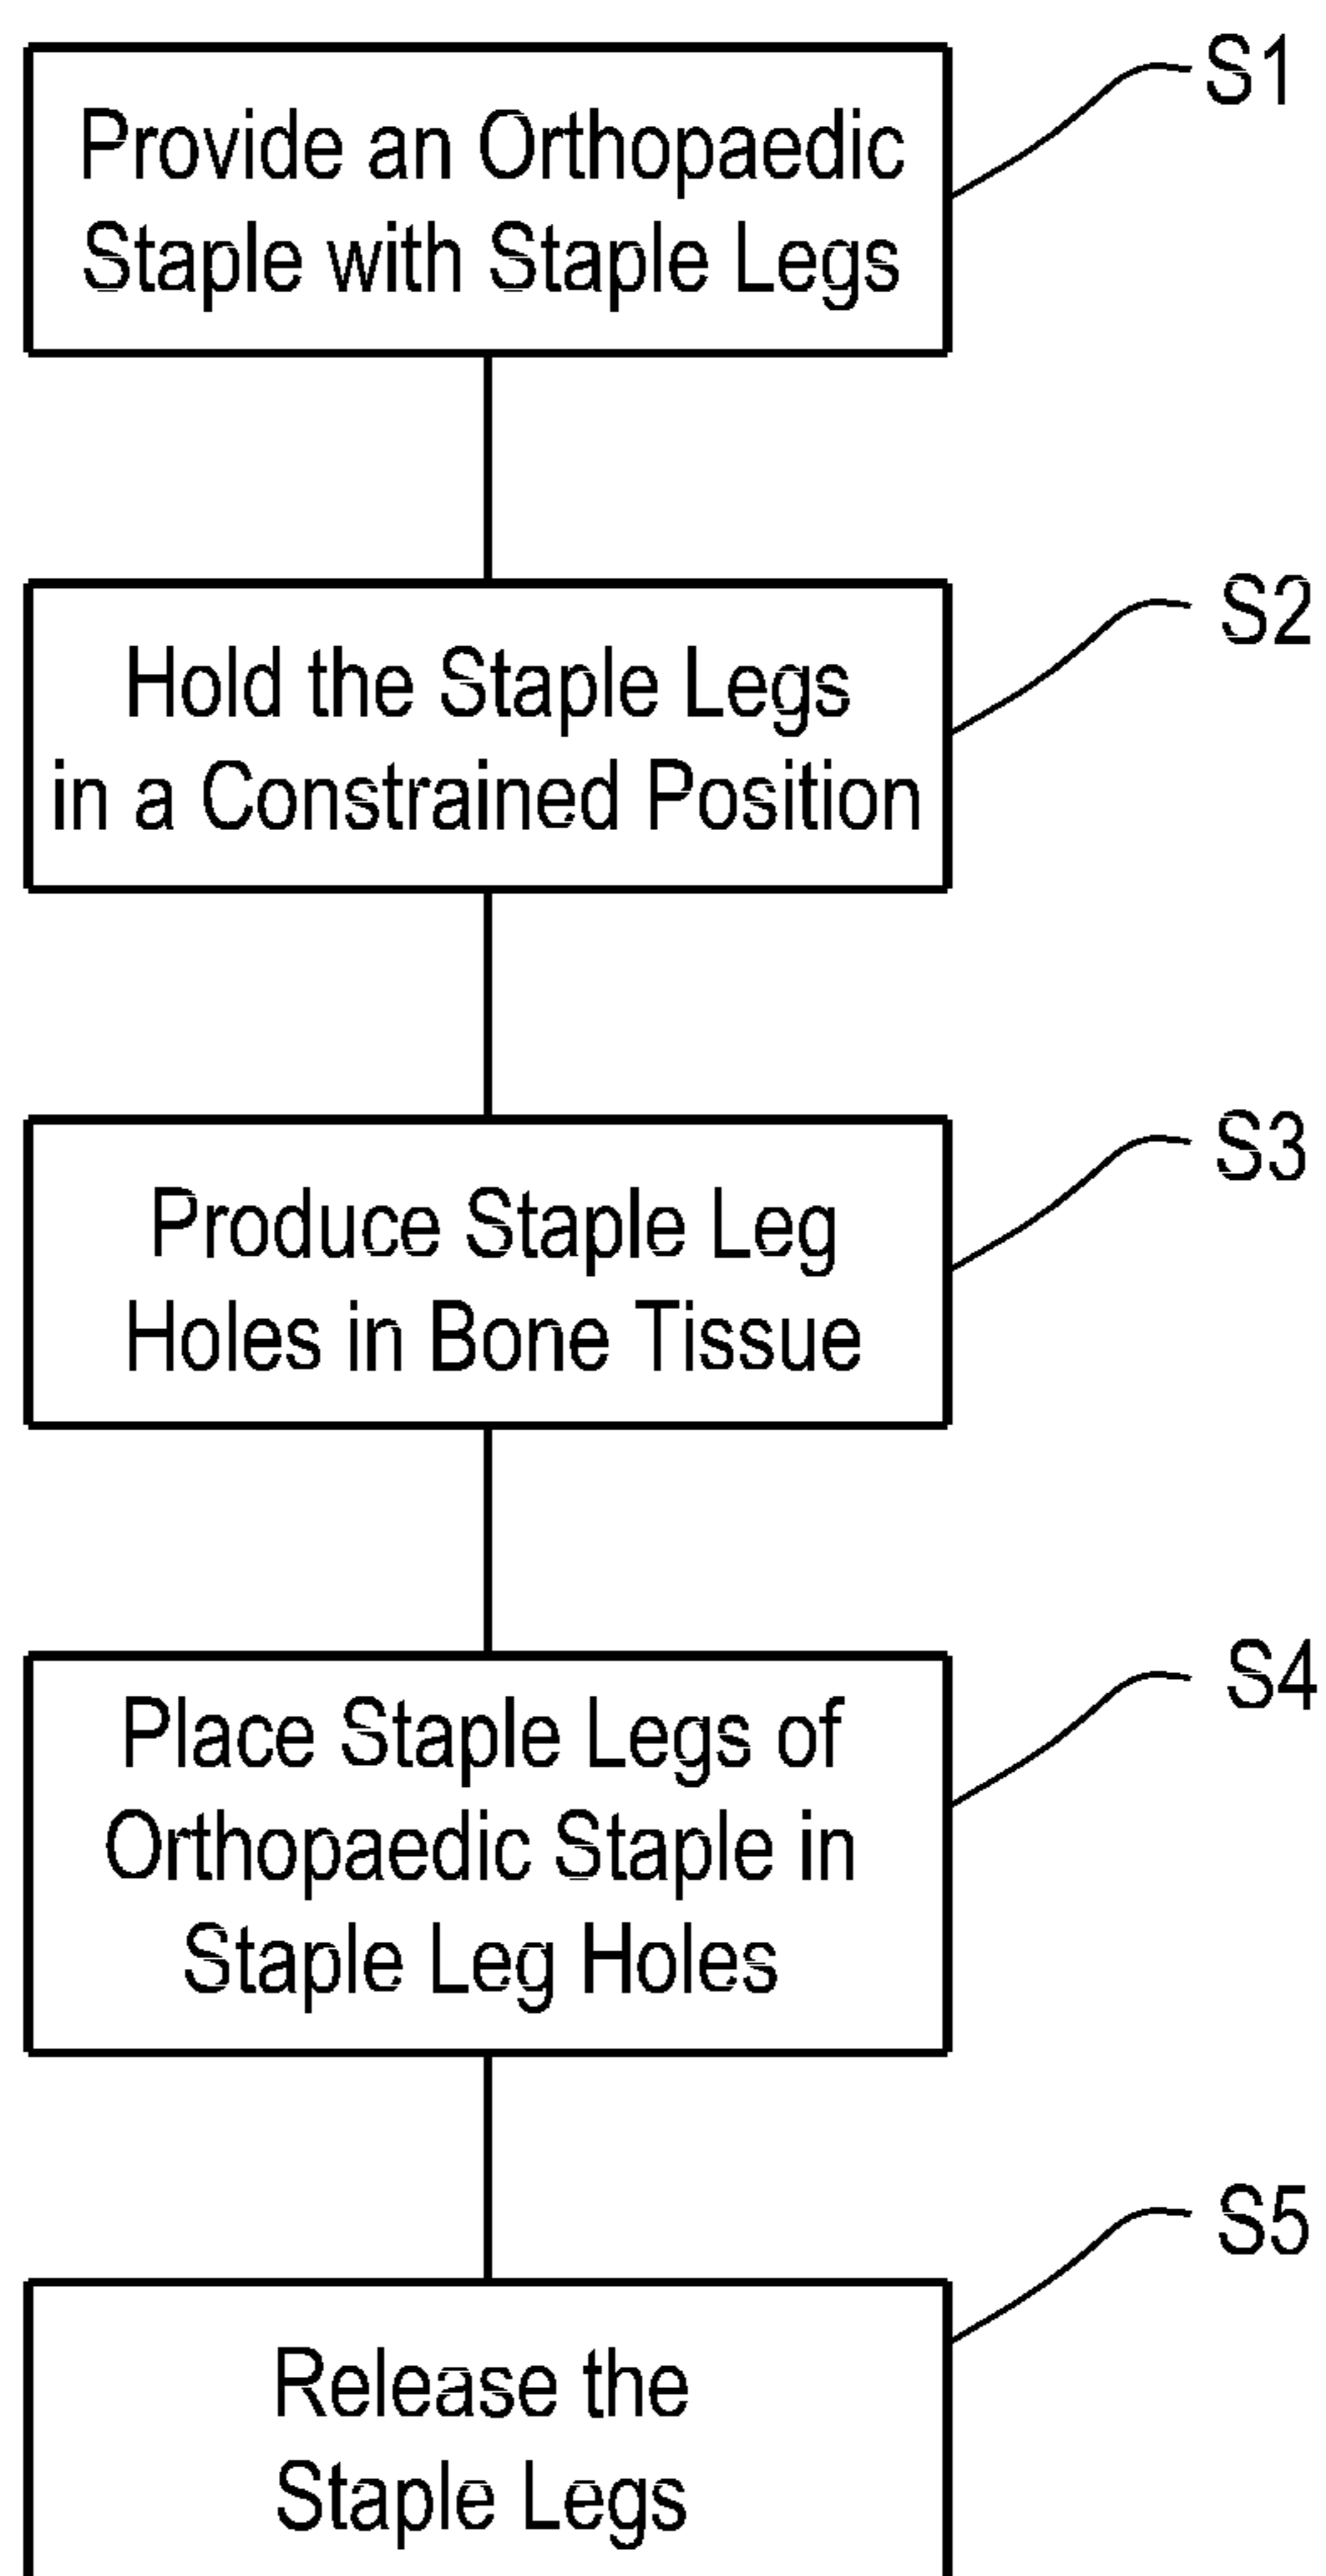 S1
Provide an Orthopaedic
Staple with Staple Legs
S2
Hold the Staple Legs
in a Constrained Position
S3
Produce Staple Leg
Holes in Bone Tissue
S4
Place Staple Legs of
Orthopaedic Staple in
Staple Leg Holes
S5
Release the
Staple Legs